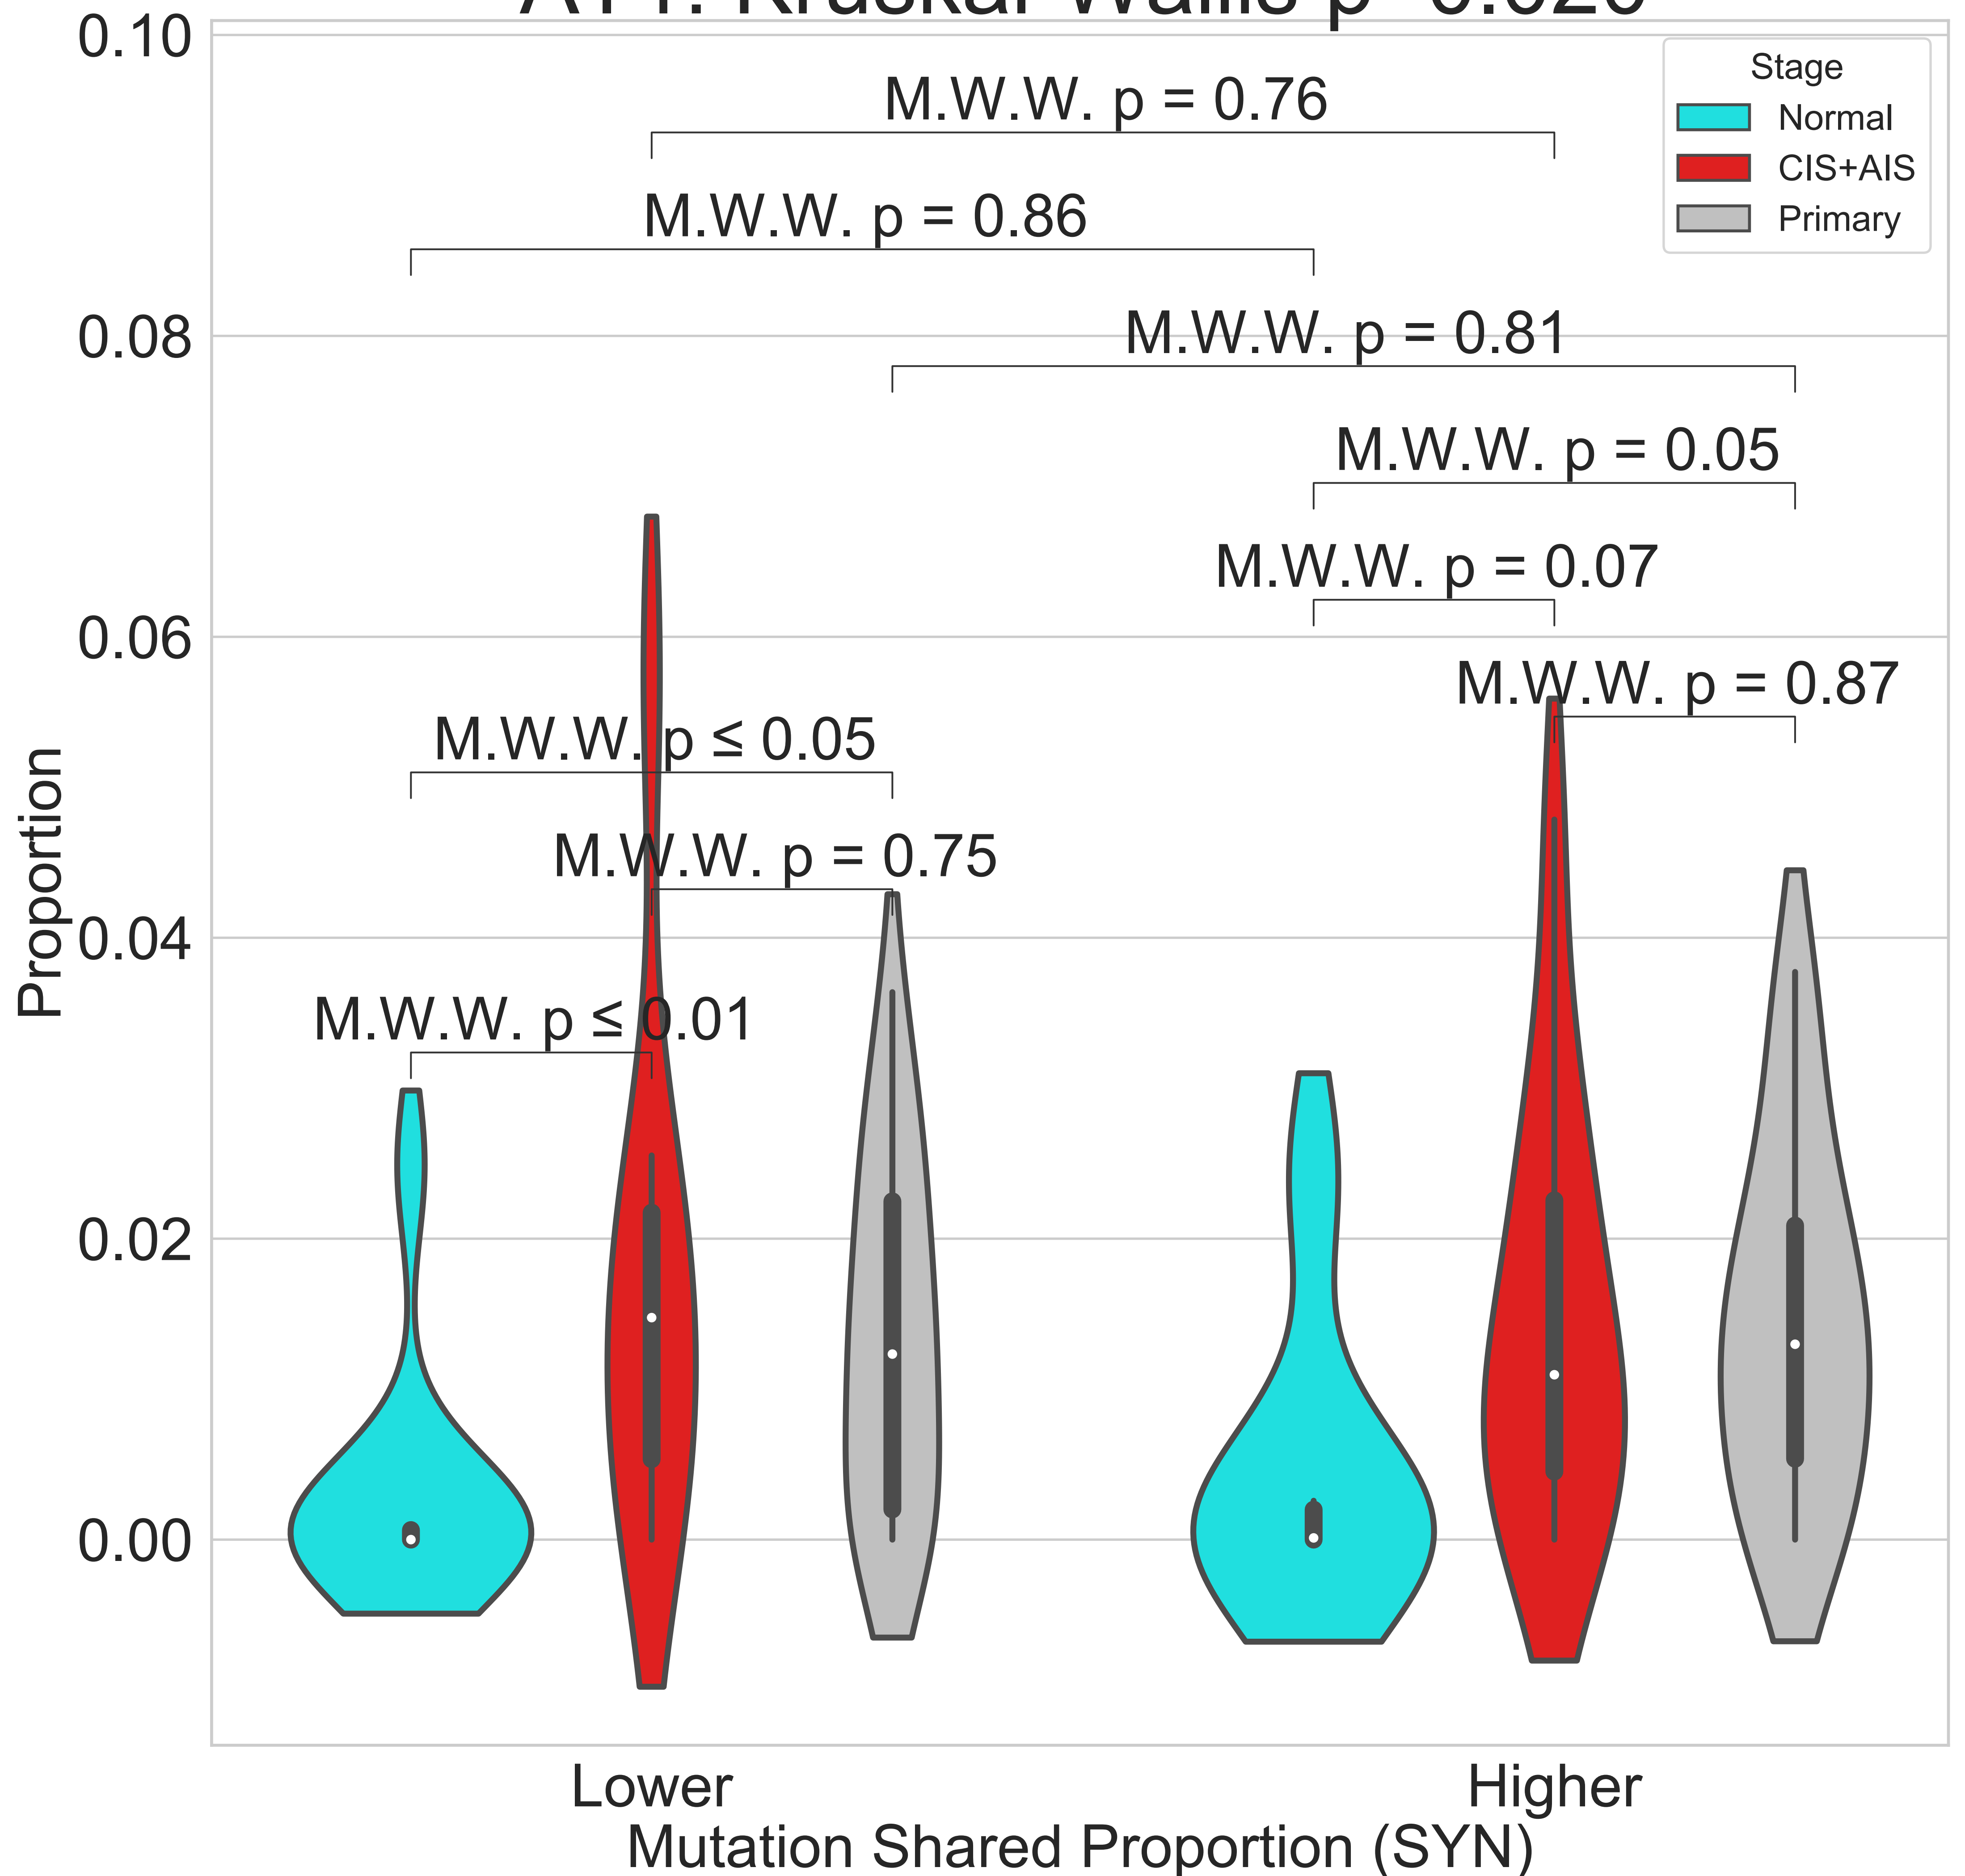 0.10
M.W.W. p = 0.76
Stage
Normal
CIS+AIS
Primary
M.W.W. p = 0.86
0.08
M.W.W. p = 0.81
M.W.W. p = 0.05
M.W.W. p = 0.07
0.06
M.W.W. p = 0.87
M.W.W. p ≤ 0.05
M.W.W. p = 0.75
Proportion
0.04
M.W.W. p ≤ 0.01
0.02
0.00
Lower
Higher
Mutation Shared Proportion (SYN)